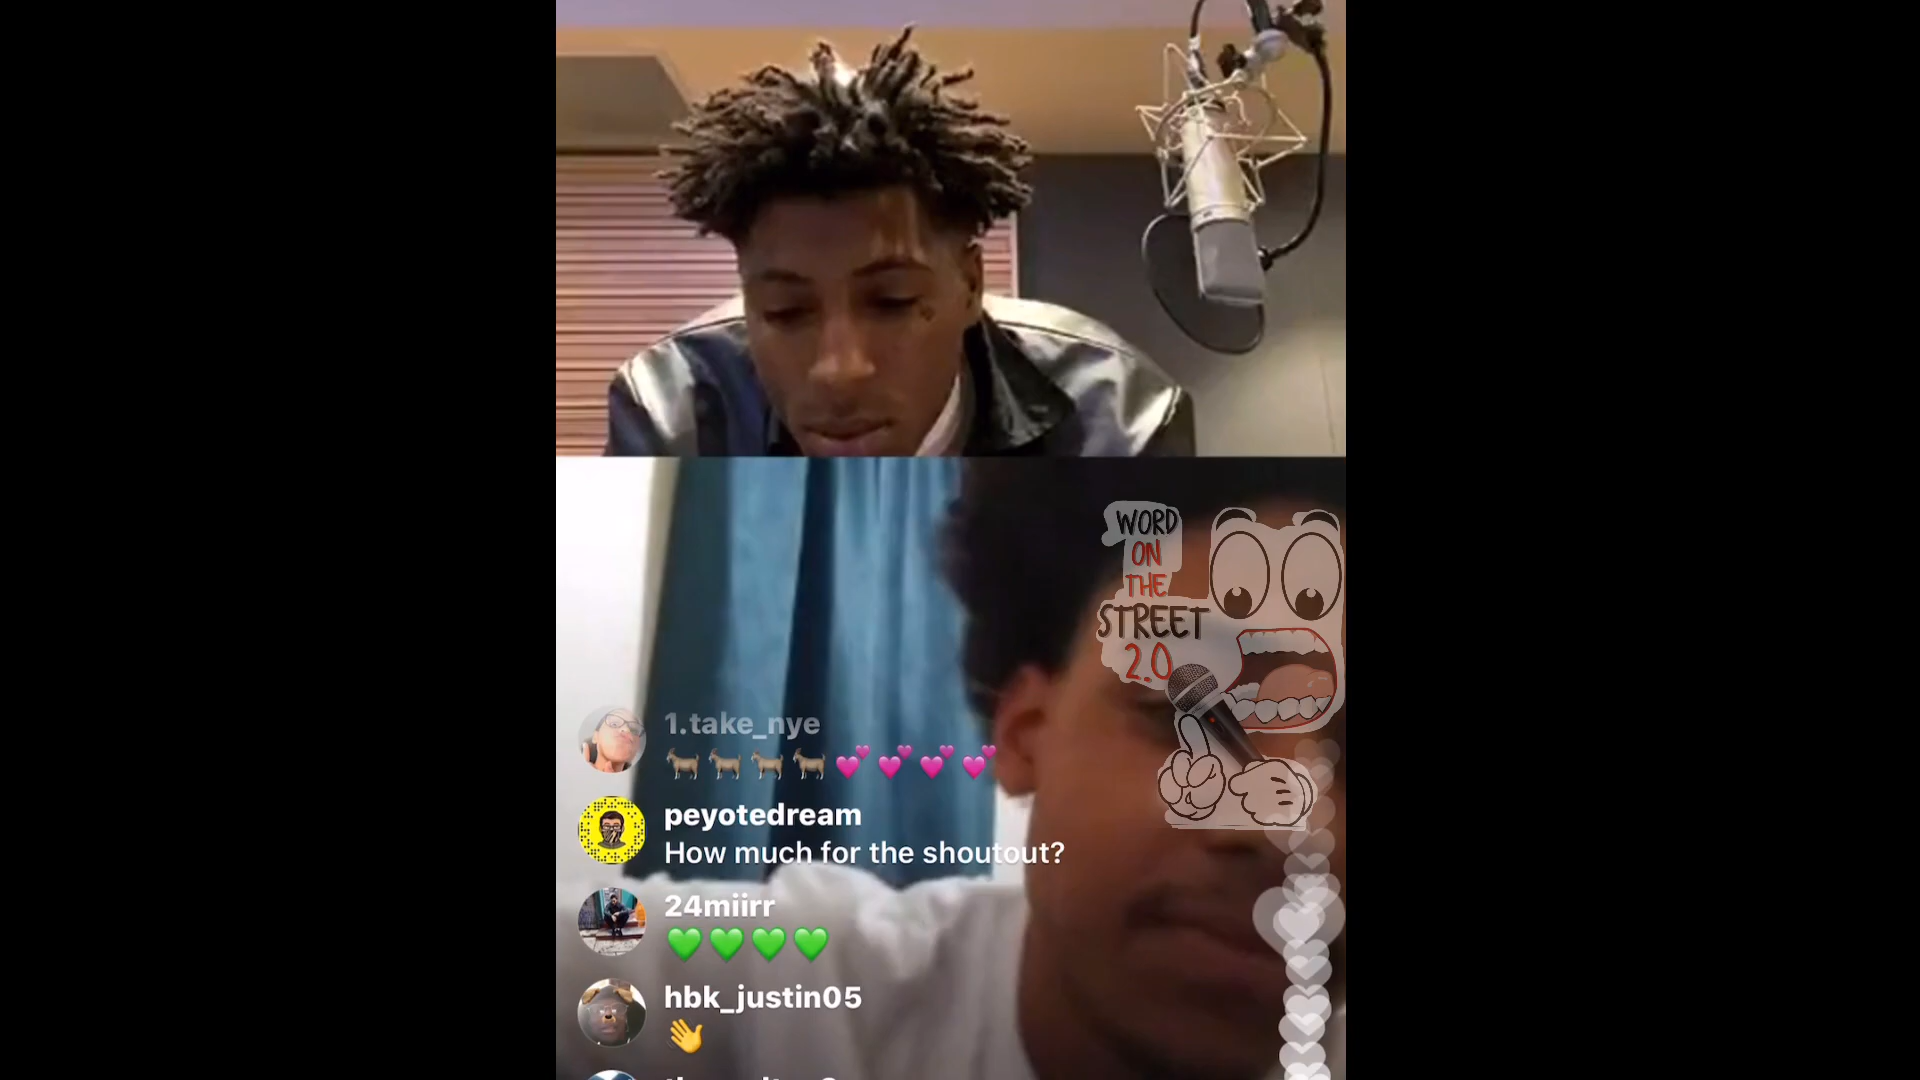 WORD
ON
THE
STREET
2.0
1.take_nye
🐐🐐🐐🐐💕💕💕💕
peyotedream
How much for the shoutout?
24miirr
💚💚💚💚
hbk_justin05
👋